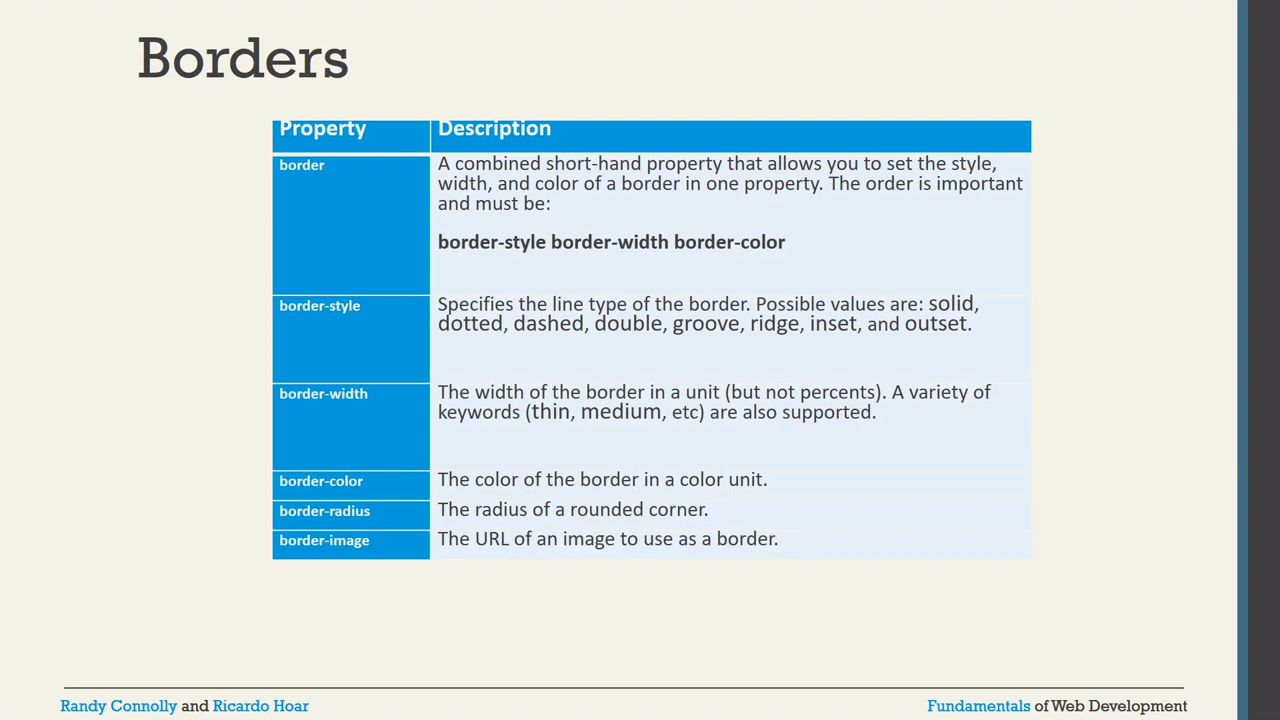 Borders
Property Description
border A combined short-hand property that allows you to set the style,
width, and color of a border in one property. The order is important
and must be:
border-style border-width border-color
border-style Specifies the line type of the border. Possible values are: solid,
dotted, dashed, double, groove, ridge, inset, and outset.
border-width The width of the border in a unit (but not percents). A variety of
keywords (thin, medium, etc) are also supported.
border-color The color of the border in a color unit.
border-radius The radius of a rounded corner.
border-image The URL of an image to use as a border.
Randy Connolly and Ricardo Hoar Fundamentals of Web Development